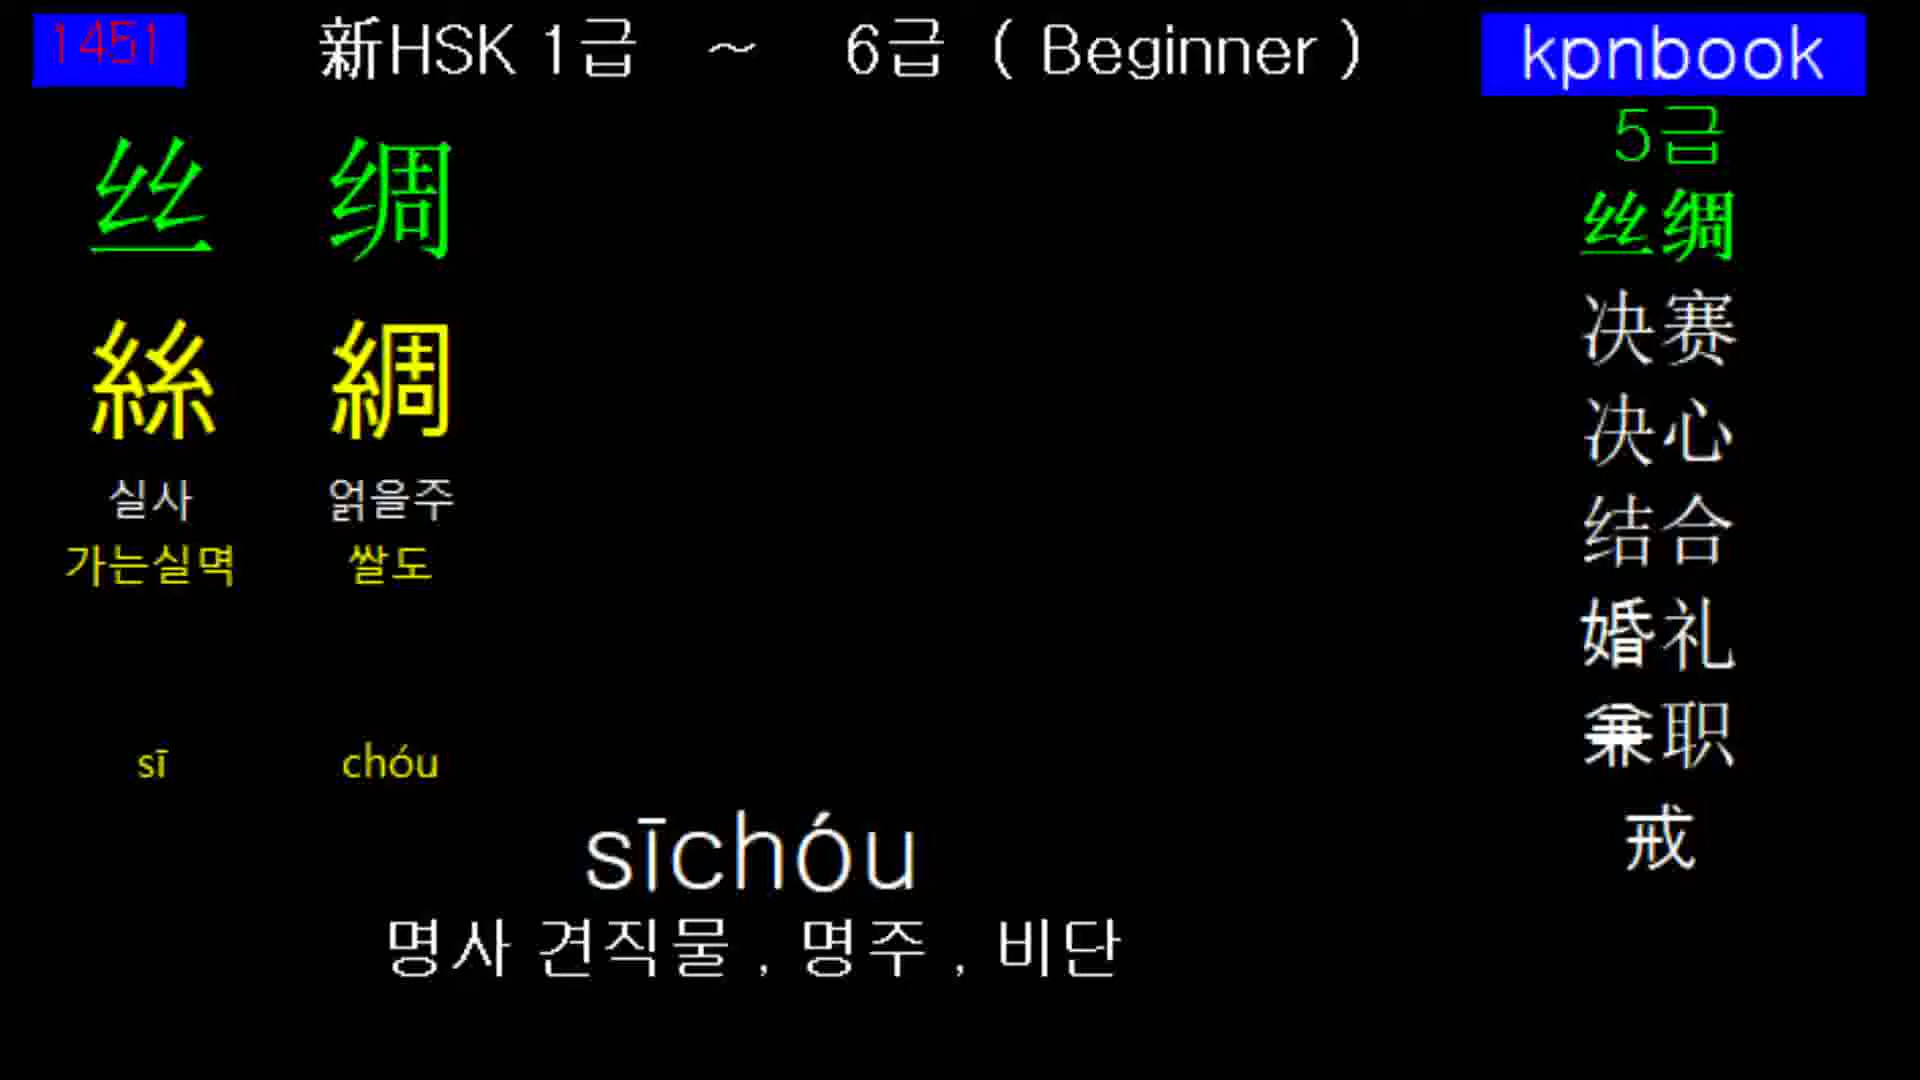 1451 新HSK 1급 ~ 6급 ( Beginner ) kpnbook
丝 绸
絲 綢
실사 얽을주
가는실멱 쌀도
sī chóu
sīchóu
명사 견직물 , 명주 , 비단
5급
丝绸
决赛
决心
结合
婚礼
兼职
戒